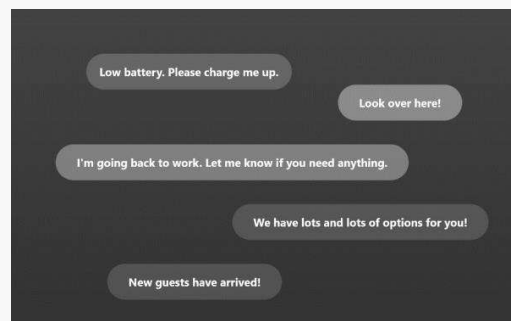 Low battery. Please charge me up.
Look over here!
I'm going back to work. Let me know if you need anything.
We have lots and lots of options for you!
New guests have arrived!